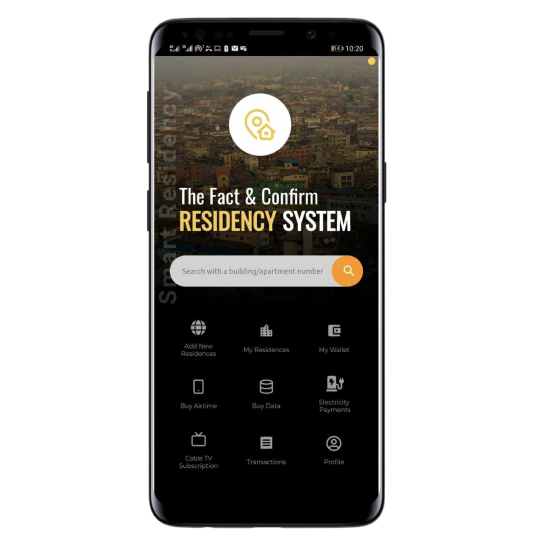 10:20
Smart Residency
The Fact & Confirm
RESIDENCY SYSTEM
Search with a building/apartment number
Add New
Residences
My Residences
My Wallet
Buy Airtime
Buy Data
Electricity
Payments
Cable TV
Subscription
Transactions
Profile